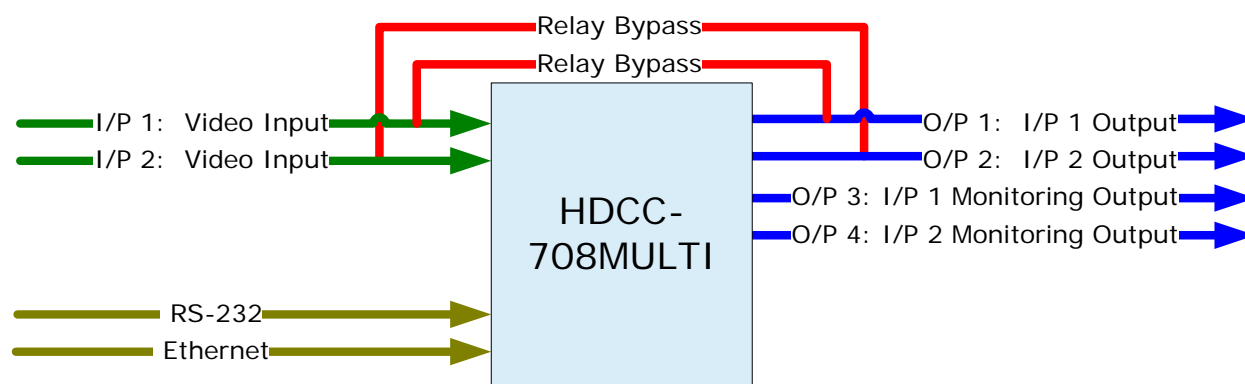 Relay Bypass
Relay Bypass
I/P 1: Video Input
I/P 2: Video Input
HDCC-
708MULTI
O/P 1: I/P 1 Output
O/P 2: I/P 2 Output
O/P 3: I/P 1 Monitoring Output
O/P 4: I/P 2 Monitoring Output
RS-232
Ethernet